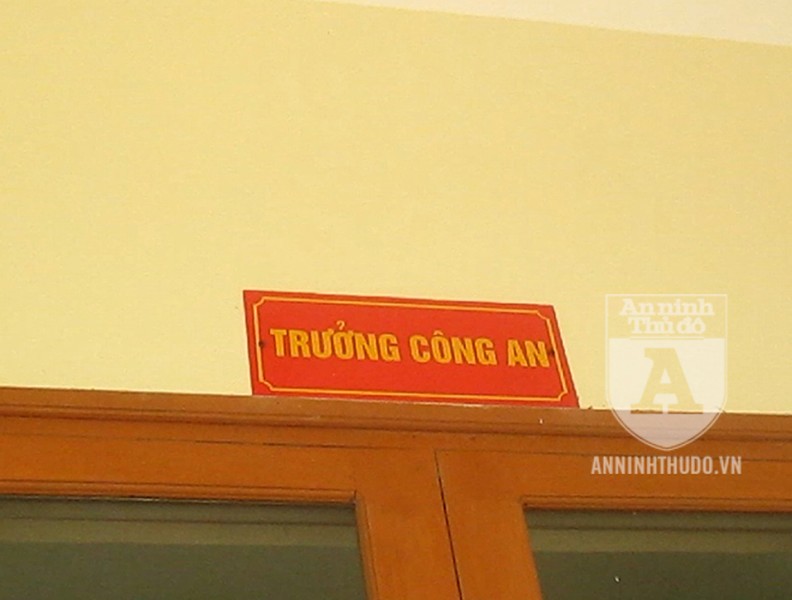 TRƯỞNG CÔNG AN
An ninh
Thủ đô
A
ANNINHTHUDO.VN